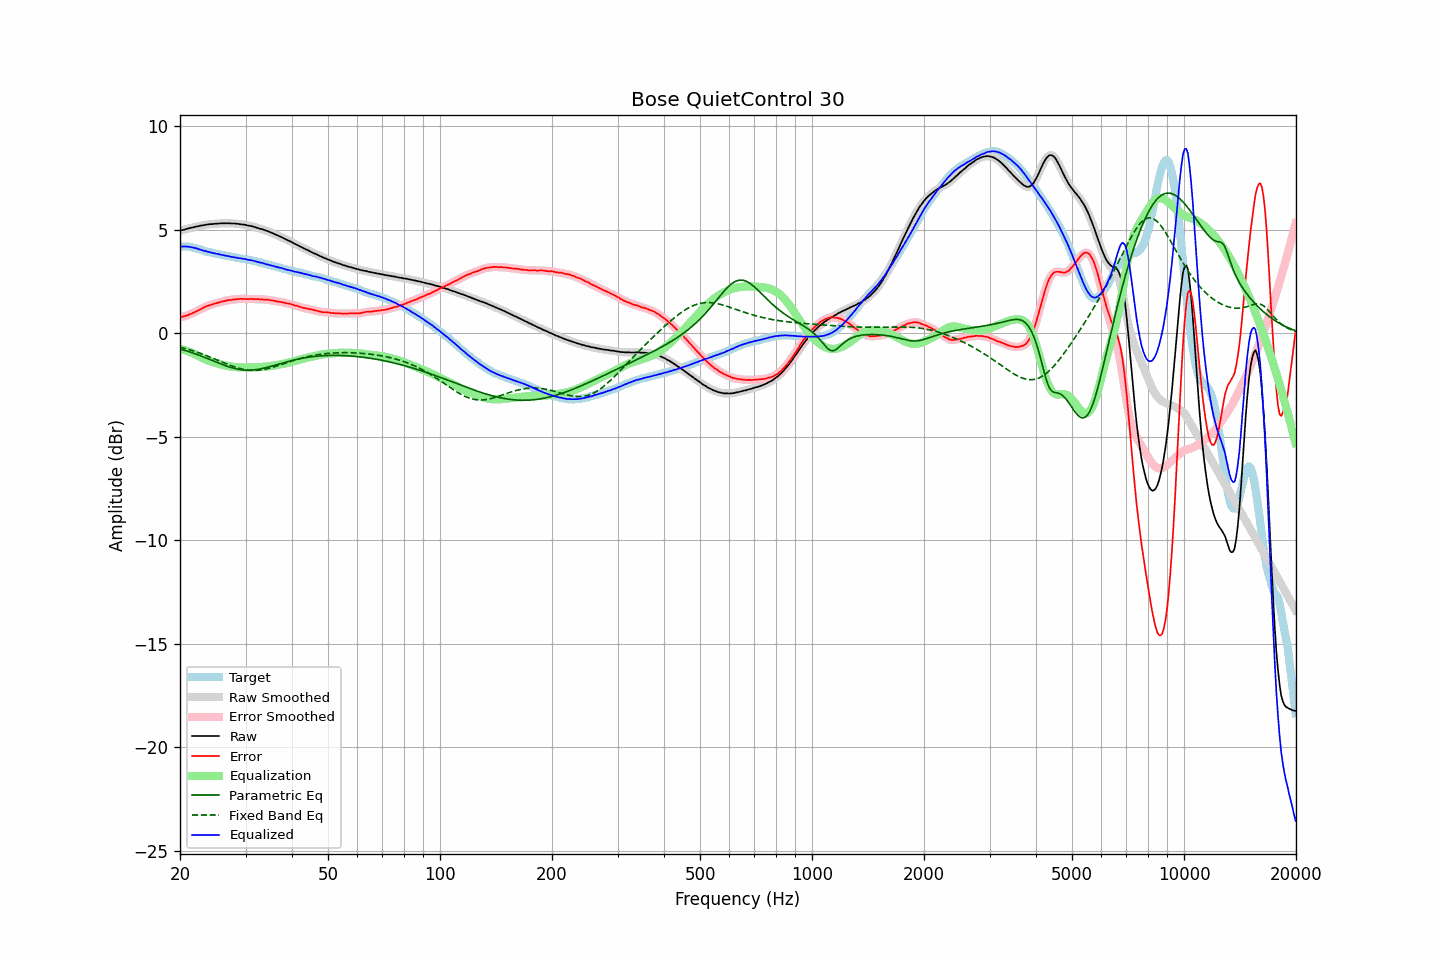 Bose QuietControl 30
Amplitude (dBr)
10
5
0
−5
−10
−15
−20
−25
Target
Raw Smoothed
Error Smoothed
Raw
Error
Equalization
Parametric Eq
Fixed Band Eq
Equalized
20 50 100 200 500 1000 2000 5000 10000 20000
Frequency (Hz)